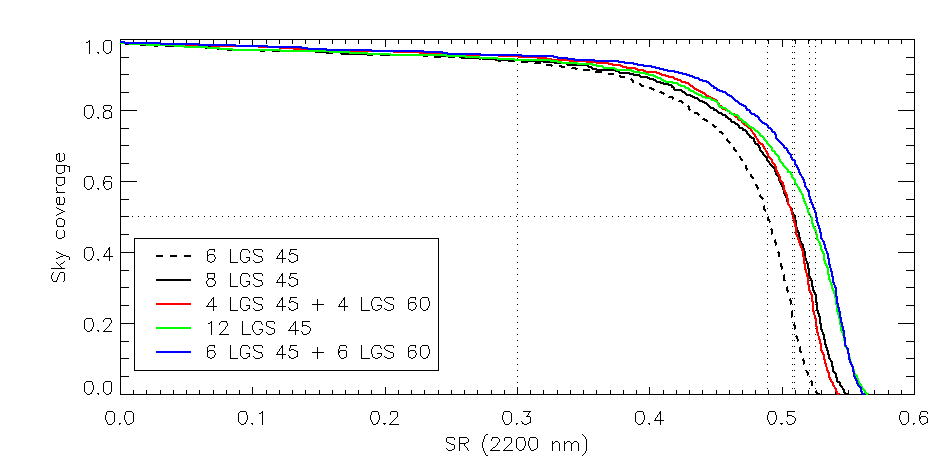 1.0
0.8
0.6
0.4
0.2
0.0
Sky coverage
6 LGS 45
8 LGS 45
4 LGS 45 + 4 LGS 60
12 LGS 45
6 LGS 45 + 6 LGS 60
0.0 0.1 0.2 0.3 0.4 0.5 0.6
SR (2200 nm)